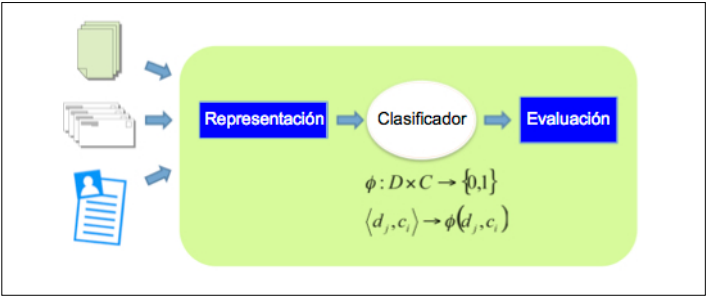 Representación
Clasificador
Evaluación
ϕ : D × C → {0,1}
⟨d_j, c_i⟩ → ϕ(d_j, c_i)